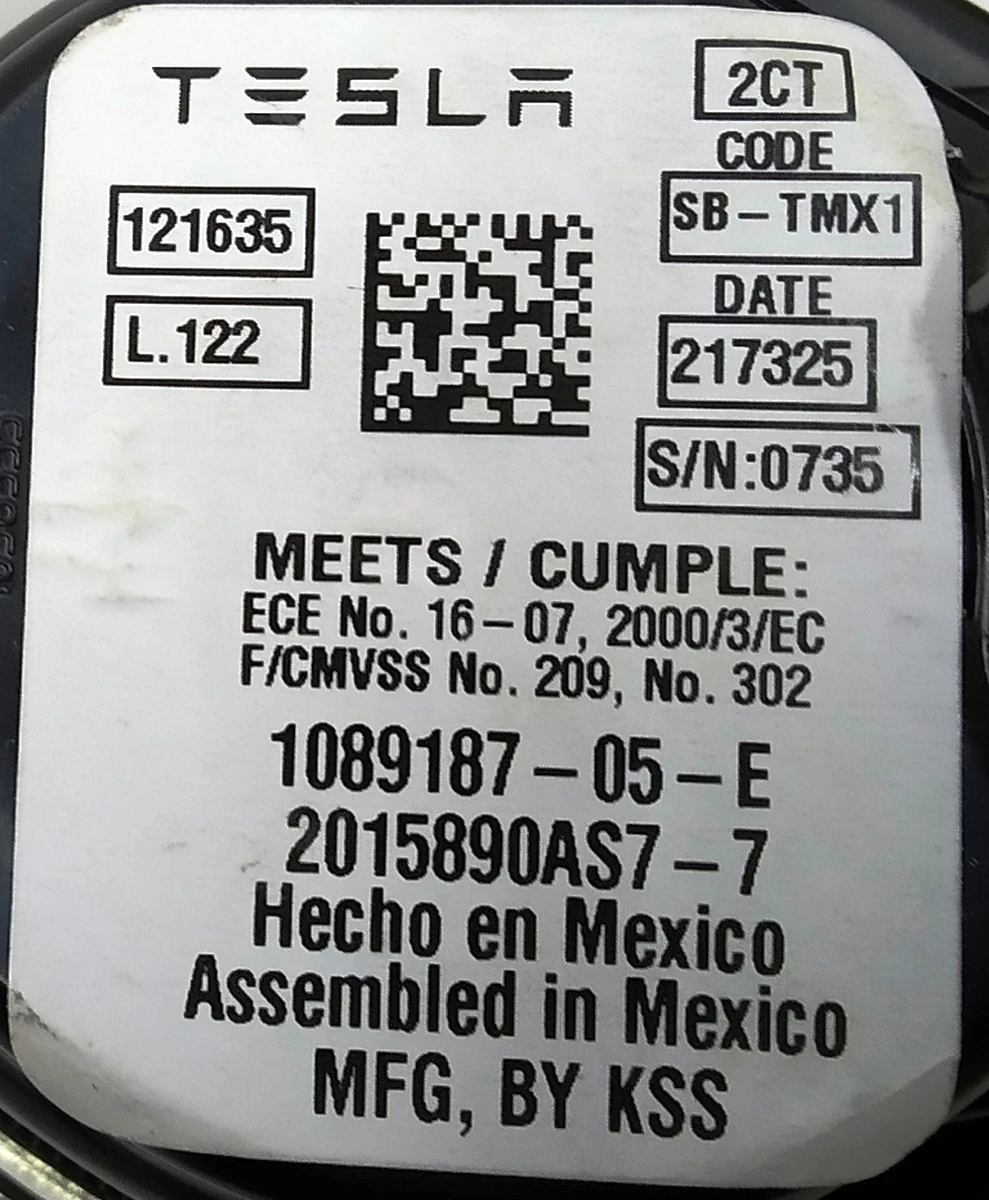 TESLA
2CT
CODE
121635
SB-TMX1
DATE
L.122
217325
S/N:0735
MEETS / CUMPLE:
ECE No. 16-07, 2000/3/EC
F/CMVSS No. 209, No. 302
1089187-05-E
2015890AS7-7
Hecho en Mexico
Assembled in Mexico
MFG, BY KSS